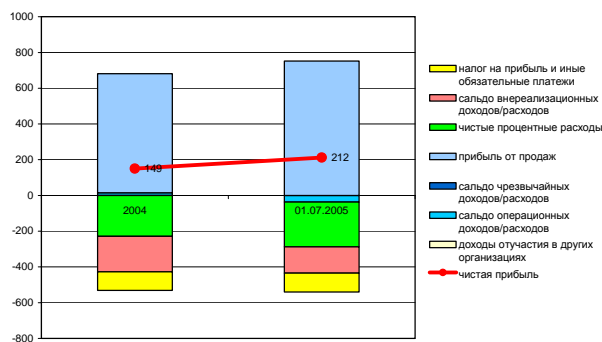 1000
800
600
400
200
0
-200
-400
-600
-800
149
212
2004
01.07.2005
налог на прибыль и иные
обязательные платежи
сальдо внереализационных
доходов/расходов
чистые процентные расходы
прибыль от продаж
сальдо чрезвычайных
доходов/расходов
сальдо операционных
доходов/расходов
доходы отучастия в других
организациях
чистая прибыль